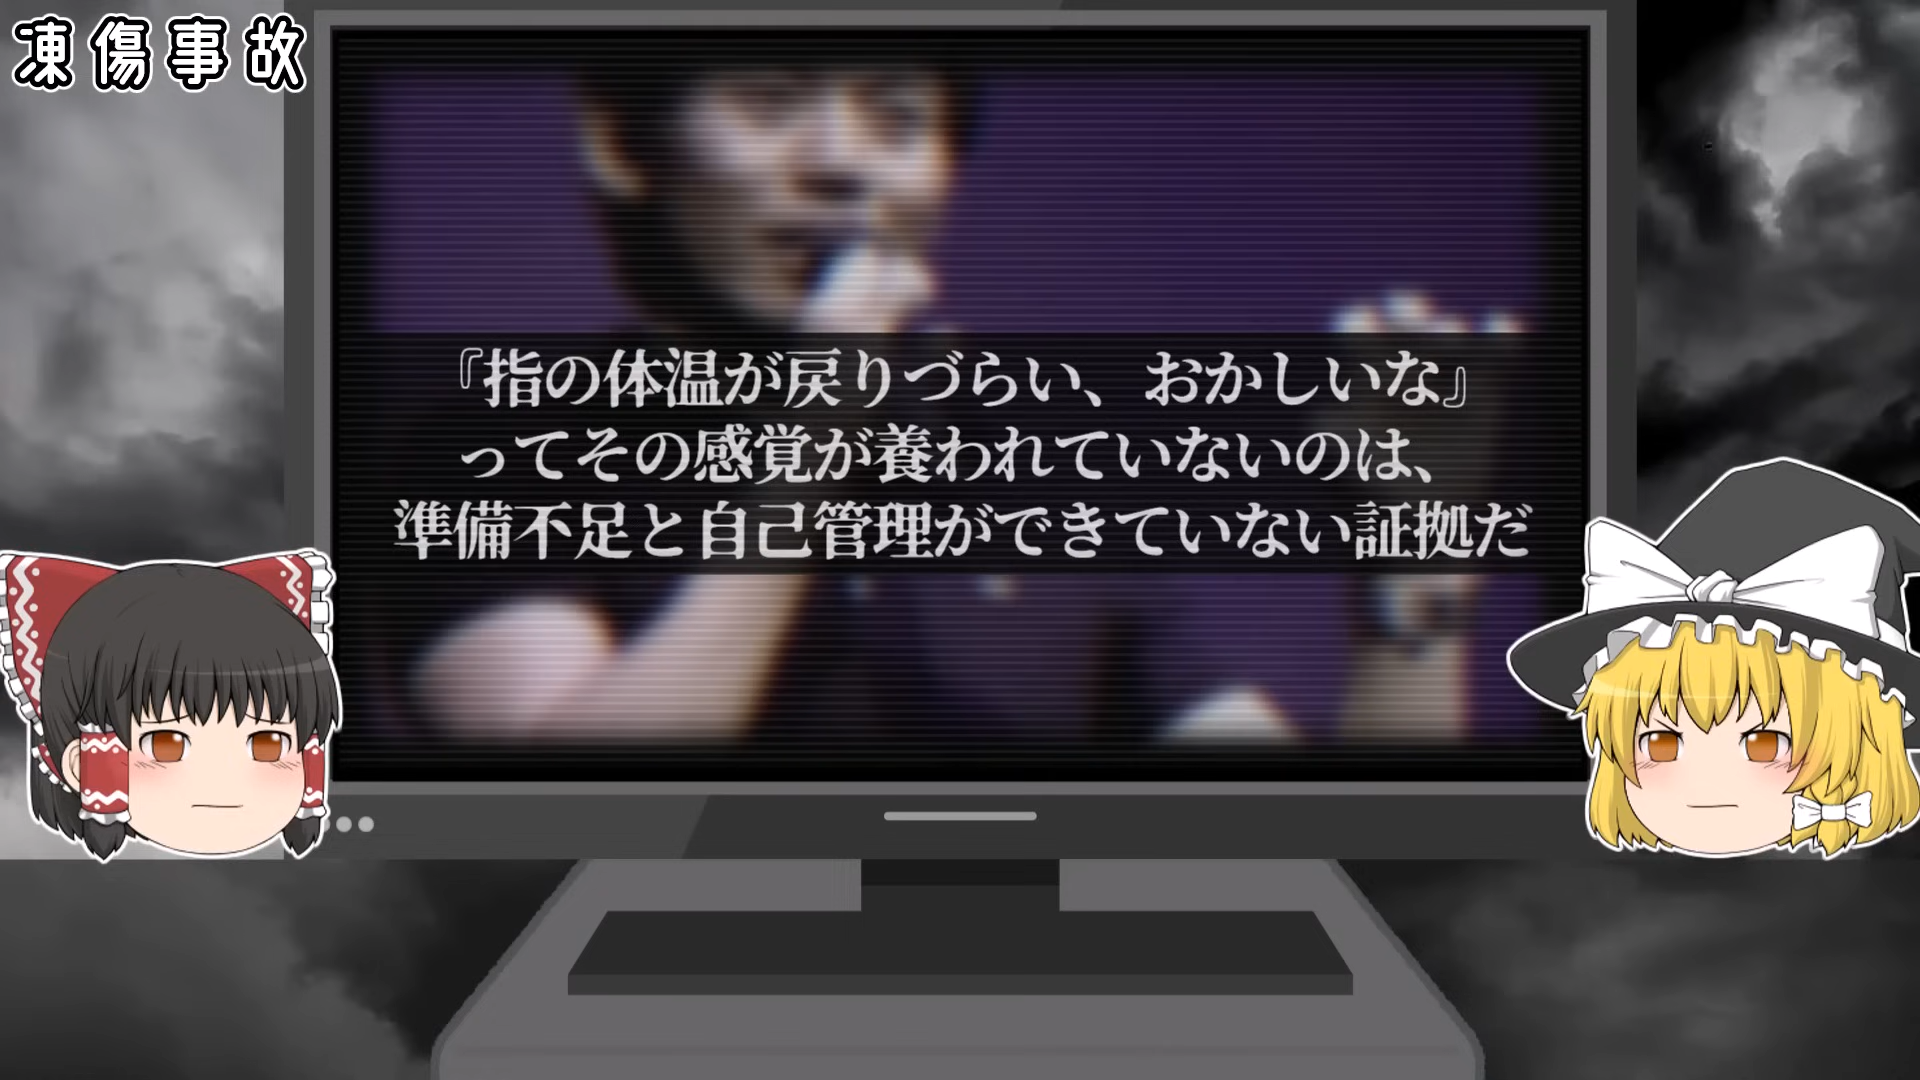 凍傷事故
『指の体温が戻りづらい、おかしいな』
ってその感覚が養われていないのは、
準備不足と自己管理ができていない証拠だ